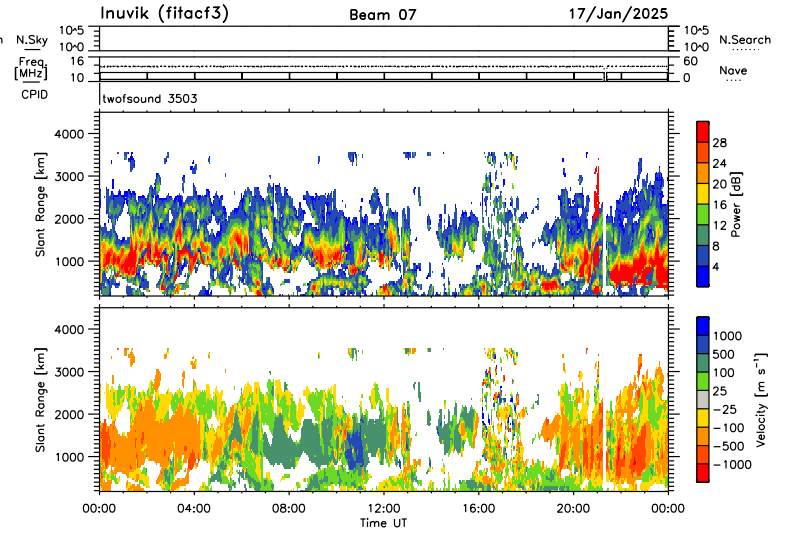 Inuvik (fitacf3) Beam 07 17/Jan/2025
n N.Sky 10^5 10^5 N.Search
10^0 10^0
Freq. 16 60
[MHz] 10 0 Nave
CPID twofsound 3503
4000
3000
2000
1000
Slant Range [km]
28
24
20
16
12
8
4
Power [dB]
4000
3000
2000
1000
Slant Range [km]
1000
500
100
25
-25
-100
-500
-1000
Velocity [m s^-1]
00:00 04:00 08:00 12:00 16:00 20:00 00:00
Time UT